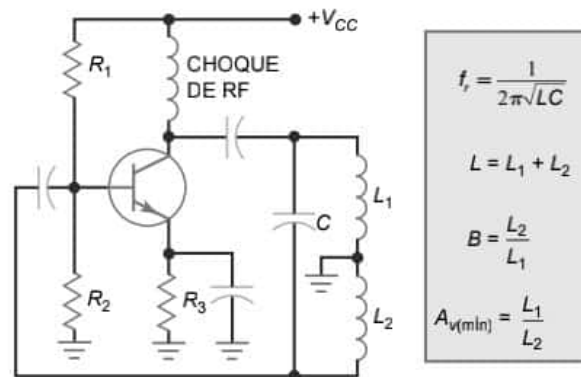 +V_CC
R_1
CHOQUE
DE RF
R_2
R_3
C
L_1
L_2
f_r = 1 / 2π√LC
L = L_1 + L_2
B = L_2 / L_1
A_v(mín) = L_1 / L_2